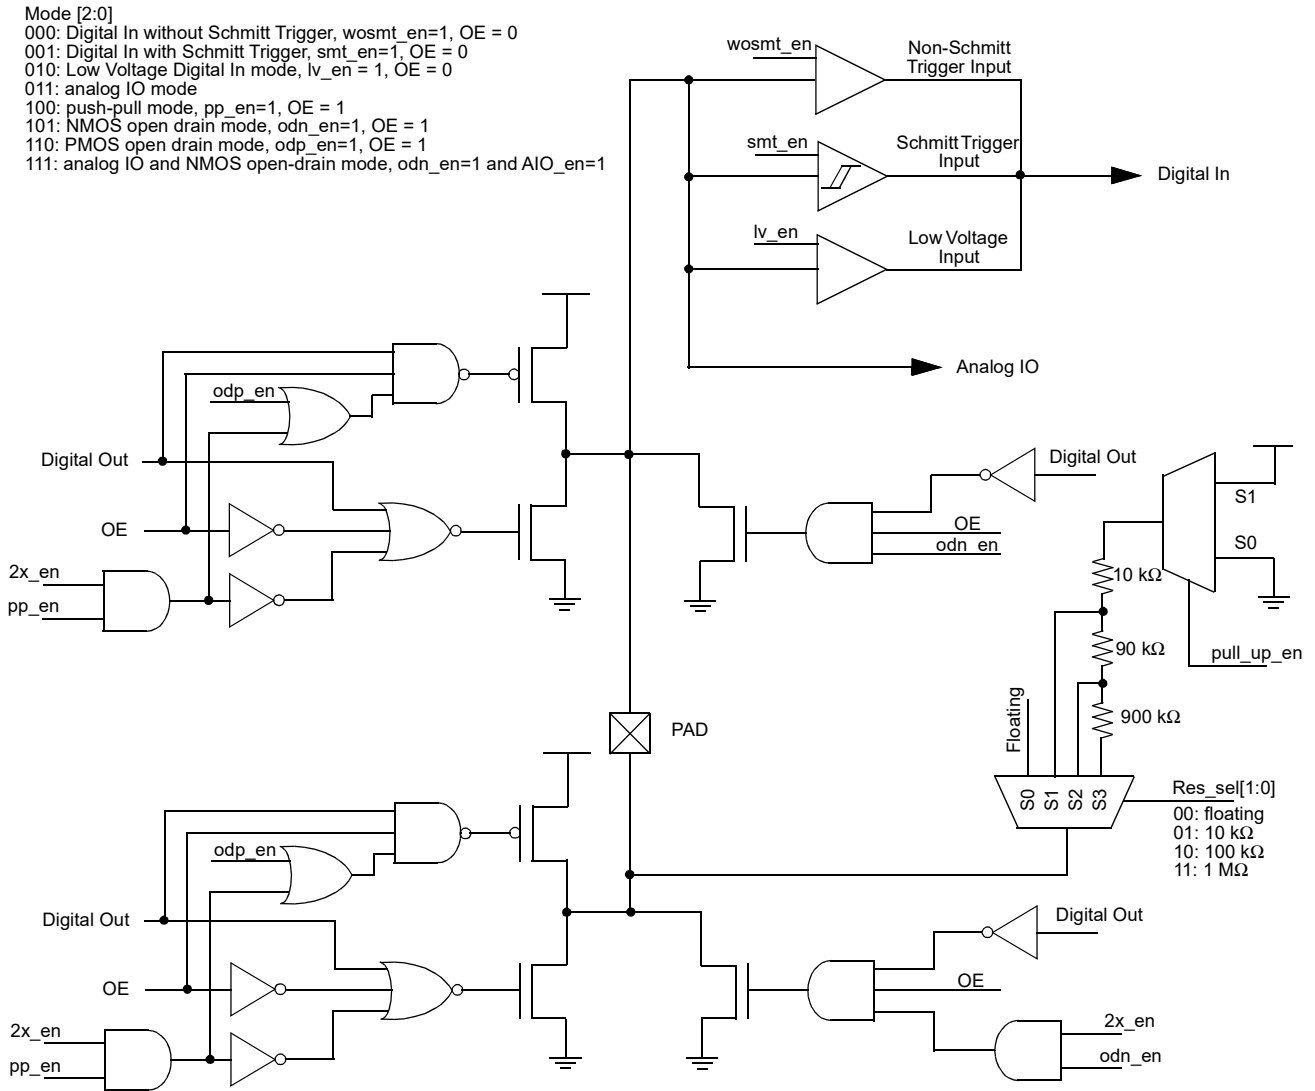 Mode [2:0]
000: Digital In without Schmitt Trigger, wosmt_en=1, OE = 0
001: Digital In with Schmitt Trigger, smt_en=1, OE = 0
010: Low Voltage Digital In mode, lv_en = 1, OE = 0
011: analog IO mode
100: push-pull mode, pp_en=1, OE = 1
101: NMOS open drain mode, odn_en=1, OE = 1
110: PMOS open drain mode, odp_en=1, OE = 1
111: analog IO and NMOS open-drain mode, odn_en=1 and AIO_en=1
wosmt_en
Non-Schmitt
Trigger Input
smt_en
Schmitt Trigger
Input
Digital In
lv_en
Low Voltage
Input
Analog IO
odp_en
Digital Out
OE
2x_en
pp_en
Digital Out
OE
odn_en
S1
S0
10 kΩ
90 kΩ
pull_up_en
900 kΩ
Floating
PAD
S0
S1
S2
S3
Res_sel[1:0]
00: floating
01: 10 kΩ
10: 100 kΩ
11: 1 MΩ
odp_en
Digital Out
OE
2x_en
pp_en
Digital Out
OE
2x_en
odn_en